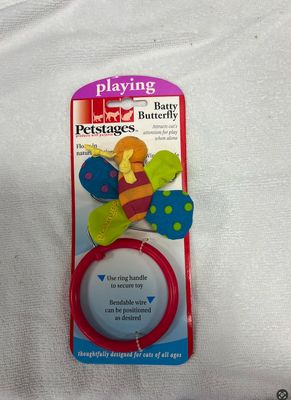 playing
Petstages
Batty
Butterfly
Attracts cat's
attention for play
when alone
Petstages
Use ring handle
to secure toy
Bendable wire
can be positioned
as desired
thoughtfully designed for cats of all ages